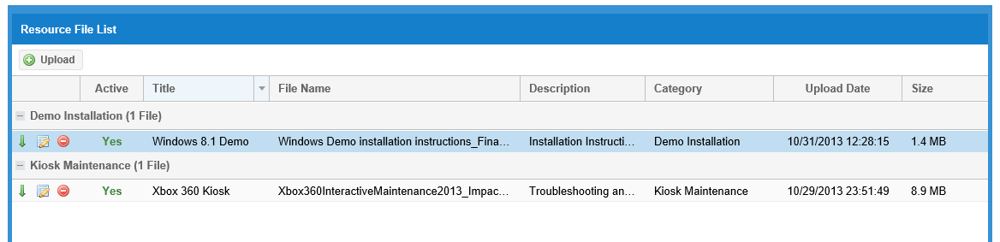 Resource File List
Upload
Active Title File Name Description Category Upload Date Size
Demo Installation (1 File)
Yes Windows 8.1 Demo Windows Demo installation instructions_Fina... Installation Instructi... Demo Installation 10/31/2013 12:28:15 1.4 MB
Kiosk Maintenance (1 File)
Yes Xbox 360 Kiosk Xbox360InteractiveMaintenance2013_Impac... Troubleshooting an... Kiosk Maintenance 10/29/2013 23:51:49 8.9 MB